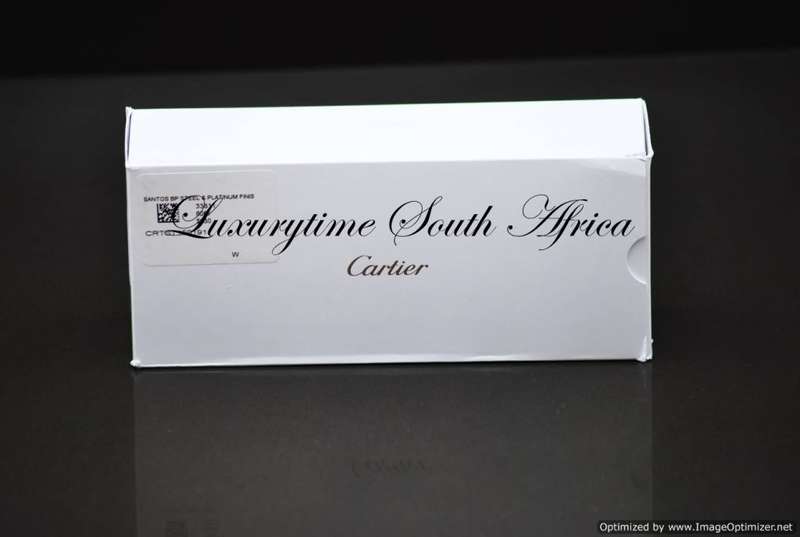 SANTOS BP STEEL & PLATINUM FINIS
Luxurytime South Africa
W
Cartier
Optimized by www.ImageOptimizer.net